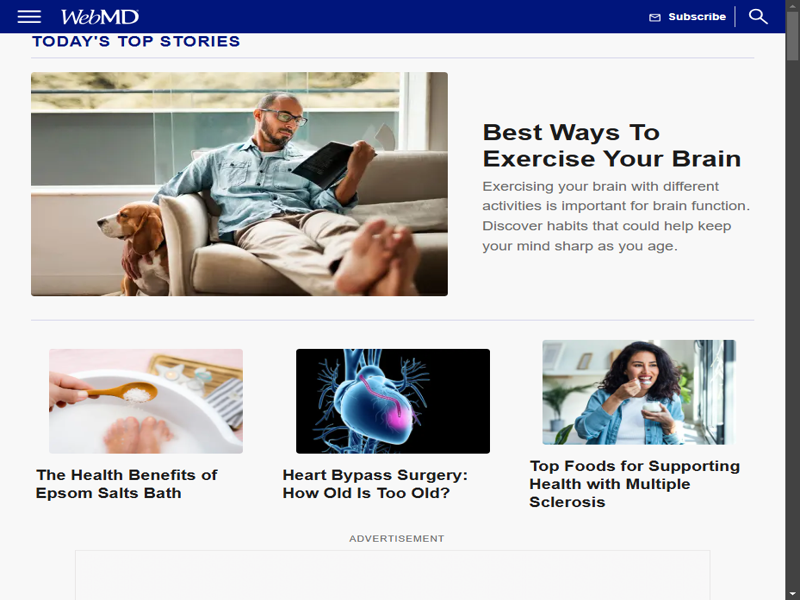 WebMD
Subscribe
TODAY'S TOP STORIES
Best Ways To
Exercise Your Brain
Exercising your brain with different
activities is important for brain function.
Discover habits that could help keep
your mind sharp as you age.
The Health Benefits of
Epsom Salts Bath
Heart Bypass Surgery:
How Old Is Too Old?
Top Foods for Supporting
Health with Multiple
Sclerosis
ADVERTISEMENT